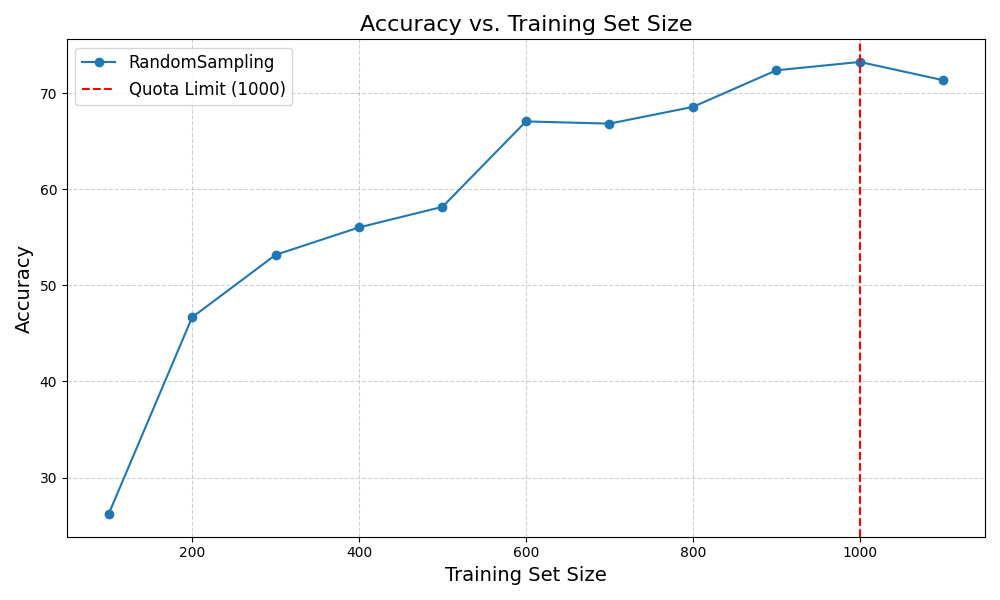 Accuracy vs. Training Set Size
RandomSampling
Quota Limit (1000)
Accuracy
70
60
50
40
30
200 400 600 800 1000
Training Set Size